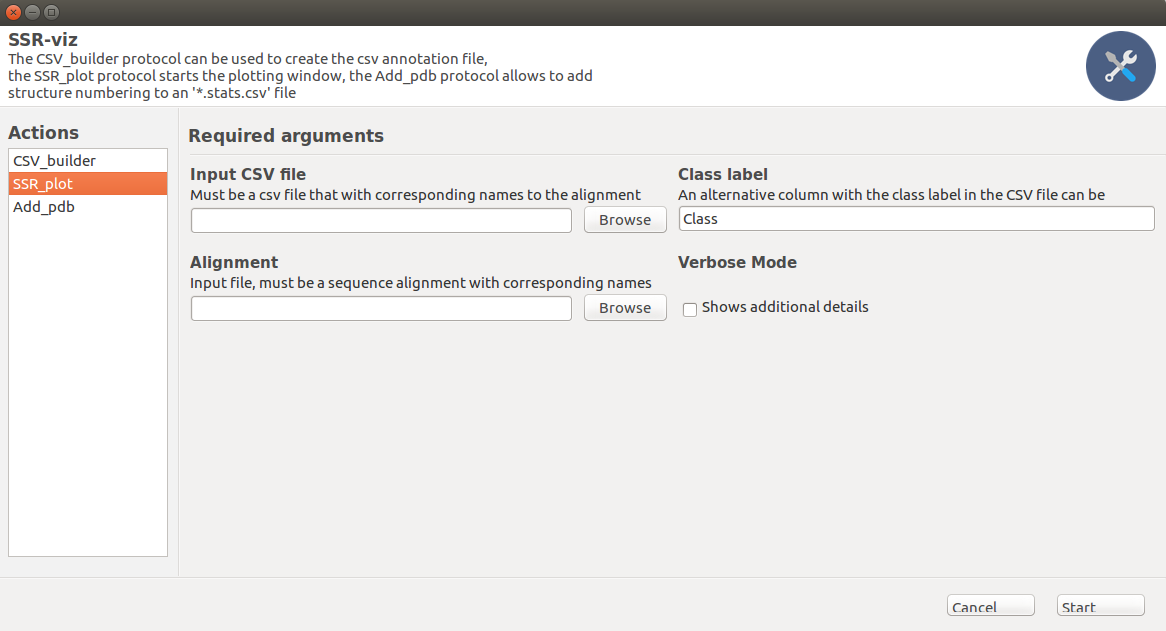 SSR-viz
The CSV_builder protocol can be used to create the csv annotation file,
the SSR_plot protocol starts the plotting window, the Add_pdb protocol allows to add
structure numbering to an '*.stats.csv' file
Actions
CSV_builder
SSR_plot
Add_pdb
Required arguments
Input CSV file
Must be a csv file that with corresponding names to the alignment
Browse
Class label
An alternative column with the class label in the CSV file can be
Class
Alignment
Input file, must be a sequence alignment with corresponding names
Browse
Verbose Mode
Shows additional details
Cancel
Start